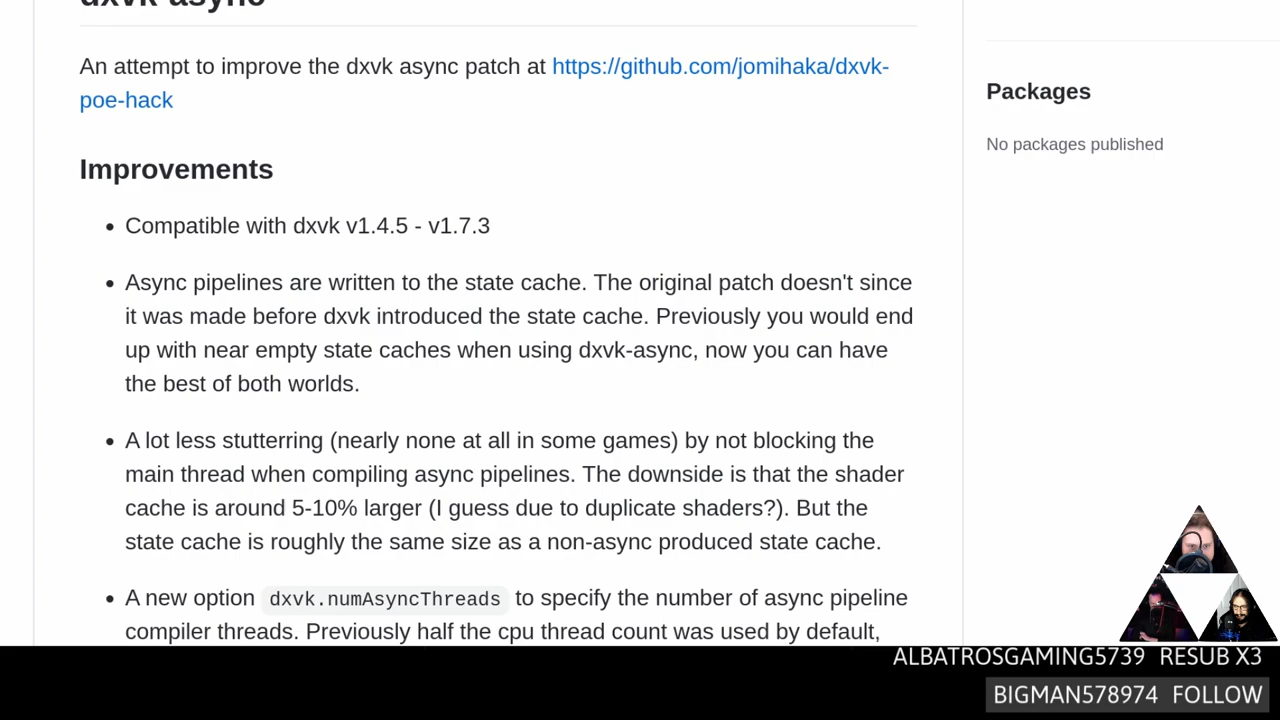 dxvk-async
An attempt to improve the dxvk async patch at https://github.com/jomihaka/dxvk-
poe-hack
Improvements
• Compatible with dxvk v1.4.5 - v1.7.3
• Async pipelines are written to the state cache. The original patch doesn't since
it was made before dxvk introduced the state cache. Previously you would end
up with near empty state caches when using dxvk-async, now you can have
the best of both worlds.
• A lot less stuttering (nearly none at all in some games) by not blocking the
main thread when compiling async pipelines. The downside is that the shader
cache is around 5-10% larger (I guess due to duplicate shaders?). But the
state cache is roughly the same size as a non-async produced state cache.
• A new option dxvk.numAsyncThreads to specify the number of async pipeline
compiler threads. Previously half the cpu thread count was used by default,
Packages
No packages published
ALBATROSGAMING5739 RESUB X3
BIGMAN578974 FOLLOW